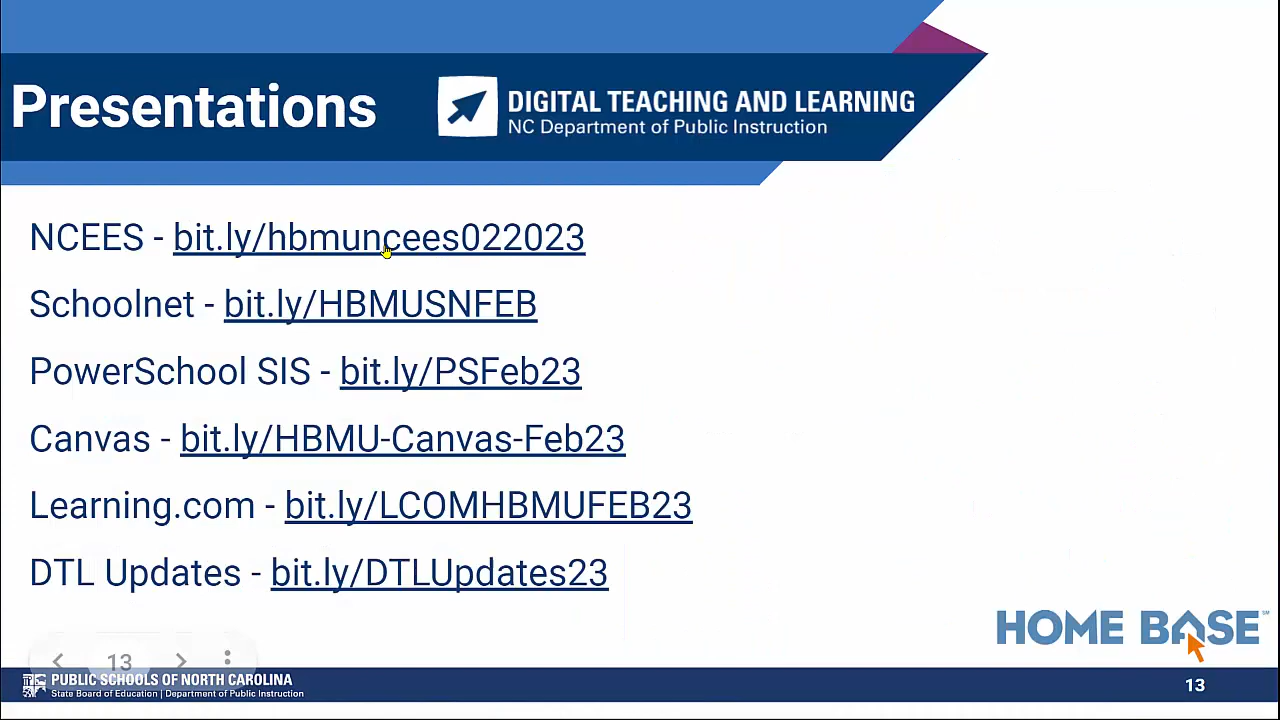 Presentations
DIGITAL TEACHING AND LEARNING
NC Department of Public Instruction
NCEES - bit.ly/hbmuncees022023
Schoolnet - bit.ly/HBMUSNFEB
PowerSchool SIS - bit.ly/PSFeb23
Canvas - bit.ly/HBMU-Canvas-Feb23
Learning.com - bit.ly/LCOMHBMUFEB23
DTL Updates - bit.ly/DTLUpdates23
HOME BASE℠
13
PUBLIC SCHOOLS OF NORTH CAROLINA
State Board of Education | Department of Public Instruction
13